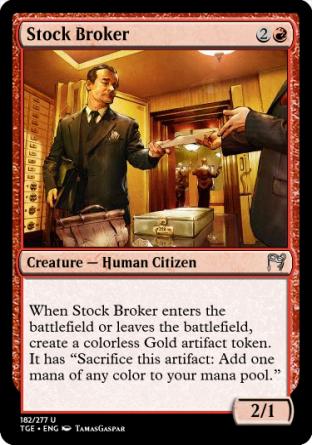 Stock Broker 2
Creature — Human Citizen
When Stock Broker enters the
battlefield or leaves the battlefield,
create a colorless Gold artifact token.
It has “Sacrifice this artifact: Add one
mana of any color to your mana pool.”
2/1
182/277 U
TGE • ENG TamasGaspar